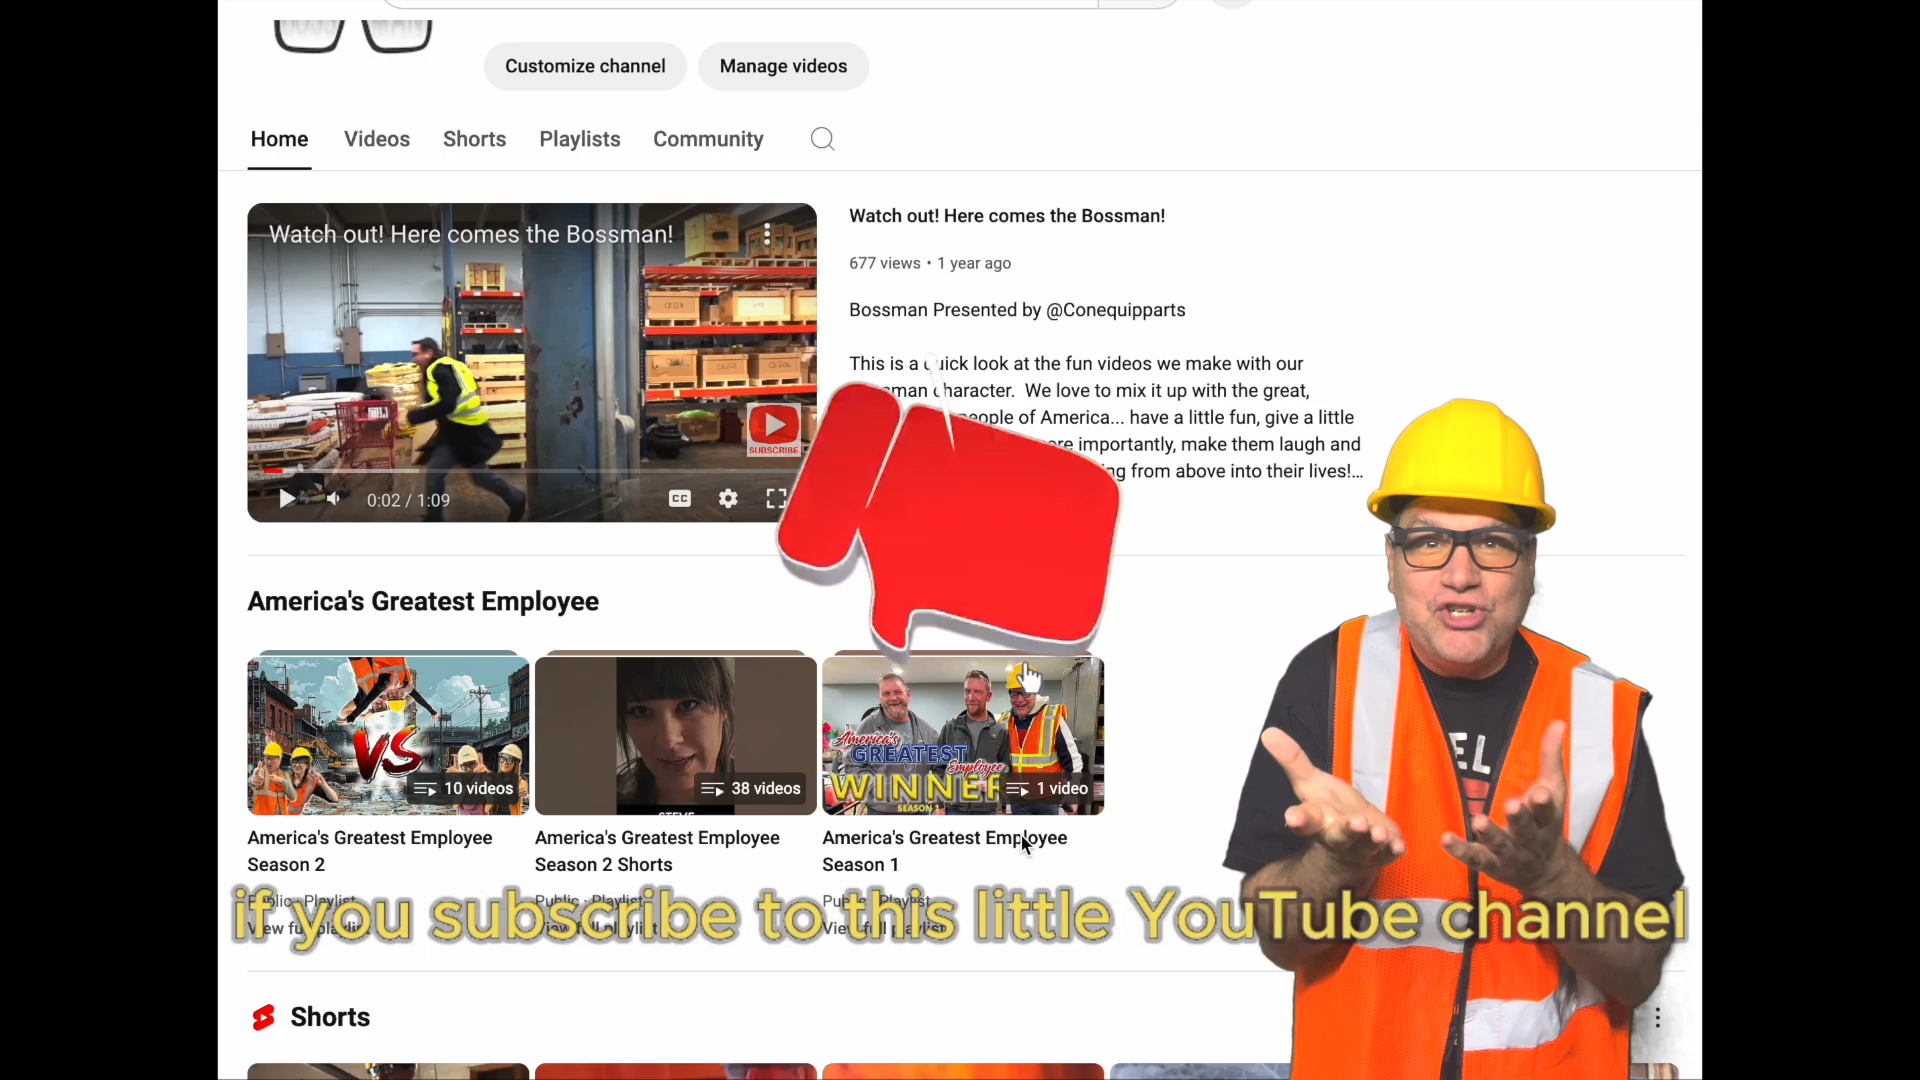 Customize channel
Manage videos
Home
Videos
Shorts
Playlists
Community
Watch out! Here comes the Bossman!
SUBSCRIBE
0:02 / 1:09
CC
Watch out! Here comes the Bossman!
677 views • 1 year ago
Bossman Presented by @Conequipparts
This is a quick look at the fun videos we make with our
man character. We love to mix it up with the great,
people of America... have a little fun, give a little
importantly, make them laugh and
from above into their lives!...
America's Greatest Employee
VS
10 videos
38 videos
America's
GREATEST
Employee
WINNER
SEASON 1
1 video
America's Greatest Employee
Season 2
America's Greatest Employee
Season 2 Shorts
America's Greatest Employee
Season 1
if you subscribe to this little YouTube channel
Shorts